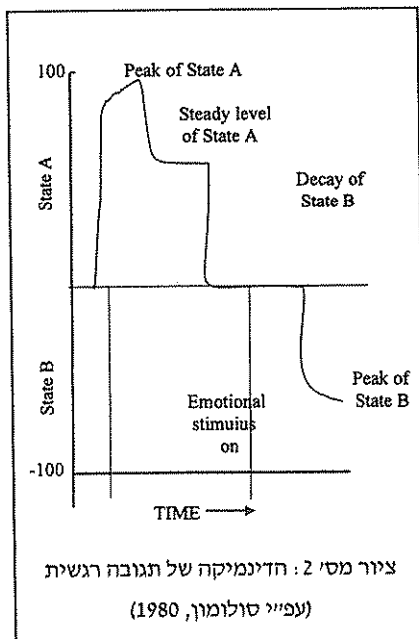 100
Peak of State A
Steady level
of State A
State A
Decay of
State B
State B
Peak of
State B
Emotional
stimuius
on
-100
TIME
ציור מס׳ 2: הדינמיקה של תגובה רגשית
(עפ״י סולומון, 1980)